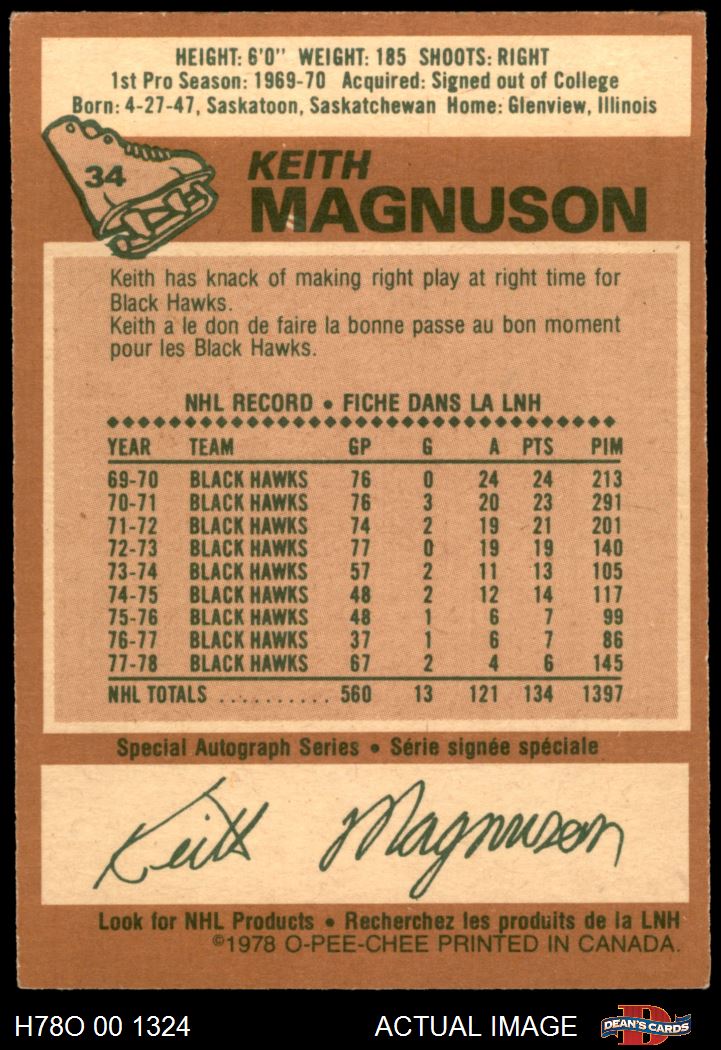 HEIGHT: 6'0" WEIGHT: 185 SHOOTS: RIGHT
1st Pro Season: 1969-70 Acquired: Signed out of College
Born: 4-27-47, Saskatoon, Saskatchewan Home: Glenview, Illinois
34
KEITH
MAGNUSON
Keith has knack of making right play at right time for
Black Hawks.
Keith a le don de faire la bonne passe au bon moment
pour les Black Hawks.
NHL RECORD • FICHE DANS LA LNH
YEAR TEAM GP G A PTS PIM
69-70 BLACK HAWKS 76 0 24 24 213
70-71 BLACK HAWKS 76 3 20 23 291
71-72 BLACK HAWKS 74 2 19 21 201
72-73 BLACK HAWKS 77 0 19 19 140
73-74 BLACK HAWKS 57 2 11 13 105
74-75 BLACK HAWKS 48 2 12 14 117
75-76 BLACK HAWKS 48 1 6 7 99
76-77 BLACK HAWKS 37 1 6 7 86
77-78 BLACK HAWKS 67 2 4 6 145
NHL TOTALS .......... 560 13 121 134 1397
Special Autograph Series • Série signée spéciale
Keith Magnuson
Look for NHL Products • Recherchez les produits de la LNH
©1978 O-PEE-CHEE PRINTED IN CANADA.
H78O 00 1324 ACTUAL IMAGE D DEAN'S CARDS